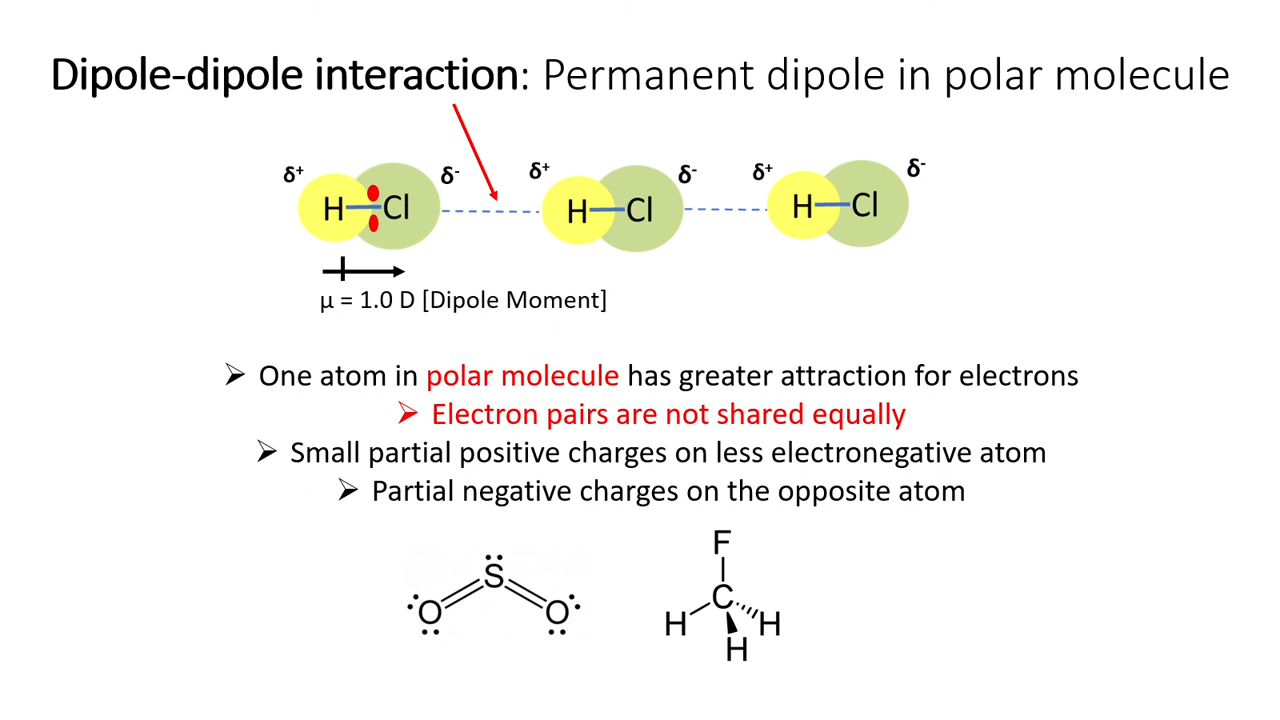 Dipole-dipole interaction: Permanent dipole in polar molecule
δ+ δ- δ+ δ- δ+ δ-
H Cl H Cl H Cl
μ = 1.0 D [Dipole Moment]
➢ One atom in polar molecule has greater attraction for electrons
➢ Electron pairs are not shared equally
➢ Small partial positive charges on less electronegative atom
➢ Partial negative charges on the opposite atom
F
S
C
O O H H
H